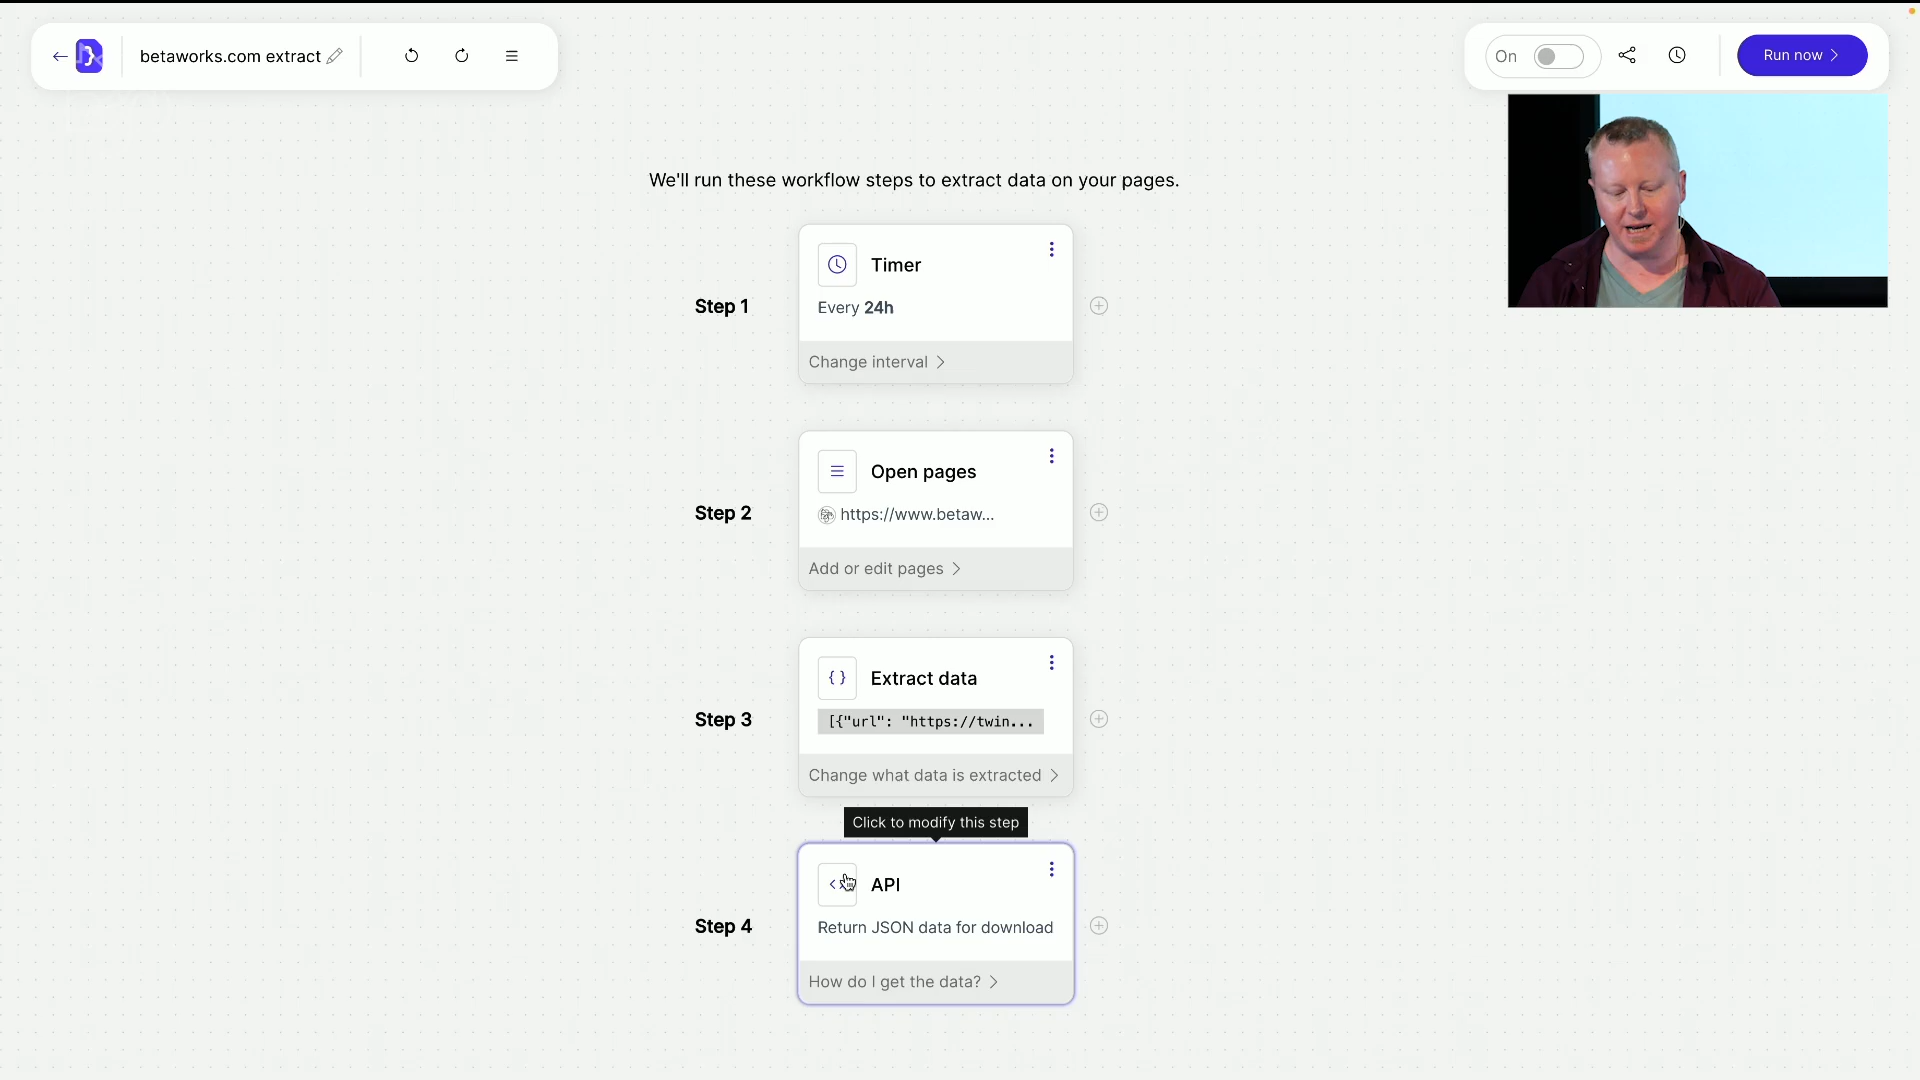 betaworks.com extract
On
Run now
We'll run these workflow steps to extract data on your pages.
Step 1
Timer
Every 24h
Change interval
Step 2
Open pages
https://www.betaw...
Add or edit pages
Step 3
{ }
Extract data
[{"url": "https://twin...
Change what data is extracted
Click to modify this step
Step 4
API
Return JSON data for download
How do I get the data?